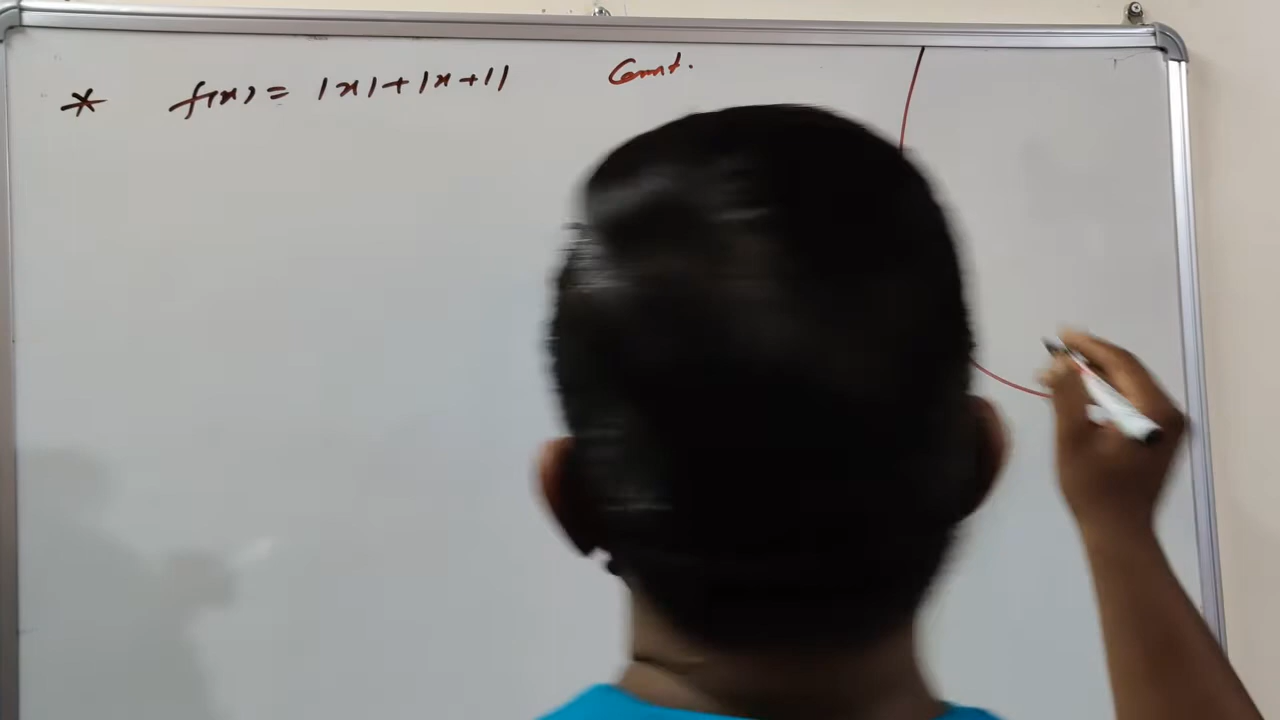 * f(x) = |x|+|x+1| Cont.